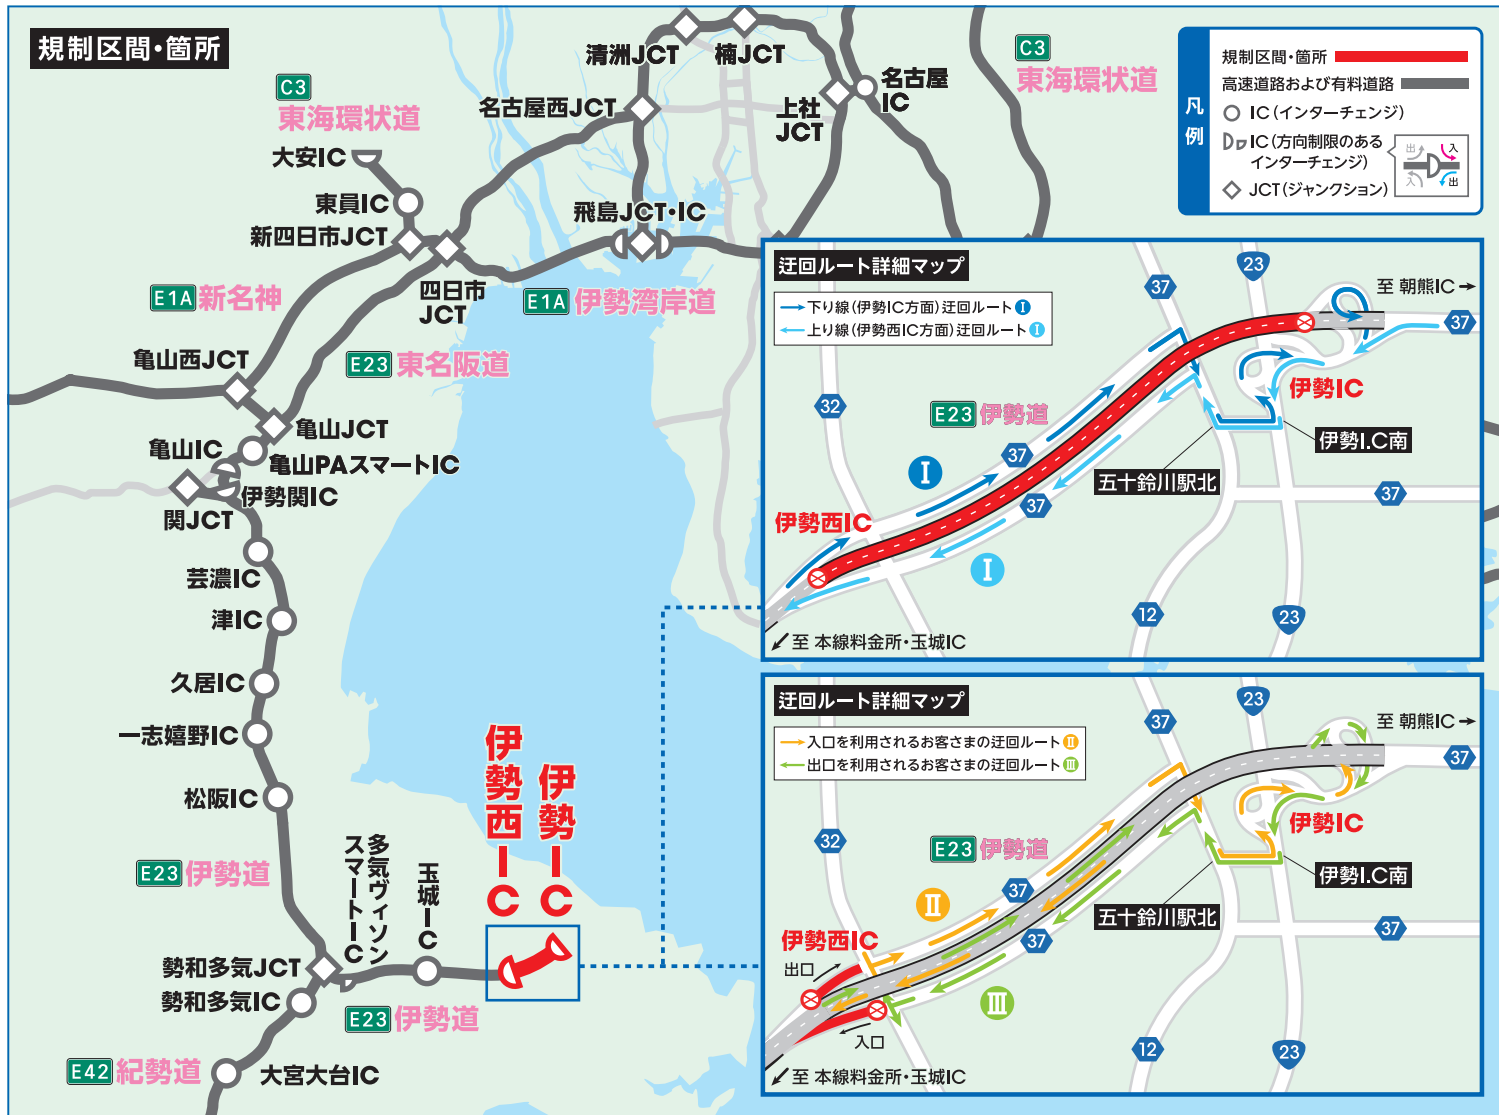 規制区間・箇所
C3
東海環状道
大安IC
東員IC
新四日市JCT
E1A 新名神
亀山西JCT
亀山IC
関JCT
清洲JCT
楠JCT
名古屋西JCT
上社
JCT
名古屋
IC
C3
東海環状道
飛島JCT・IC
四日市
JCT
E1A 伊勢湾岸道
E23 東名阪道
亀山JCT
亀山PAスマートIC
伊勢関IC
芸濃IC
津IC
久居IC
一志嬉野IC
松阪IC
E23 伊勢道
勢和多気JCT
勢和多気IC
E42 紀勢道
大宮大台IC
多気ヴィソン
スマートIC
玉城IC
E23 伊勢道
伊勢西IC
伊勢IC
凡例
規制区間・箇所
高速道路および有料道路
IC(インターチェンジ)
IC(方向制限のある
インターチェンジ)
出
入
入
出
JCT(ジャンクション)
迂回ルート詳細マップ
下り線(伊勢IC方面)迂回ルートⅠ
上り線(伊勢西IC方面)迂回ルートⅠ
37
23
至 朝熊IC→
37
32
E23 伊勢道
伊勢IC
伊勢I.C南
37
Ⅰ
五十鈴川駅北
37
37
伊勢西IC
Ⅰ
12
23
至 本線料金所・玉城IC
迂回ルート詳細マップ
入口を利用されるお客さまの迂回ルートⅡ
出口を利用されるお客さまの迂回ルートⅢ
37
23
至 朝熊IC→
37
32
E23 伊勢道
伊勢IC
伊勢I.C南
37
Ⅱ
五十鈴川駅北
37
37
伊勢西IC
出口
Ⅲ
入口
12
23
至 本線料金所・玉城IC